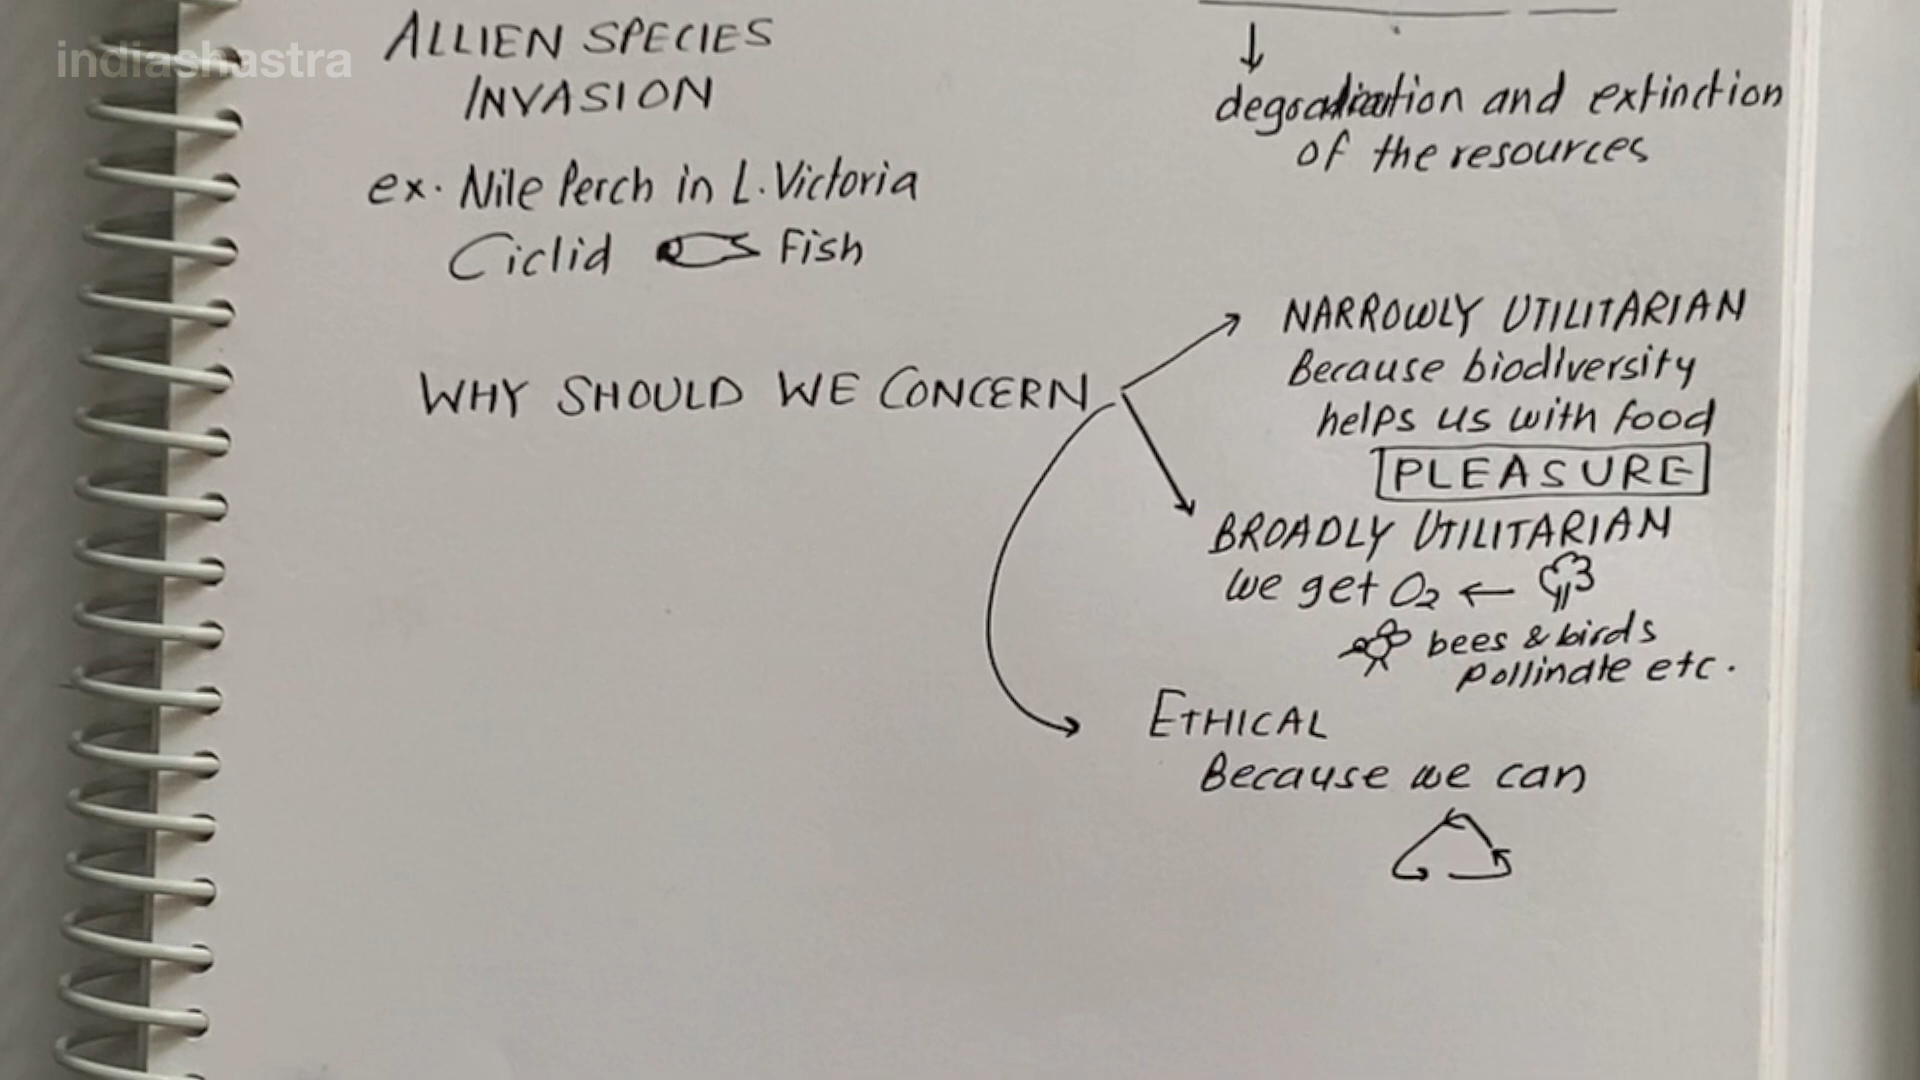 indiashastra
ALLIEN SPECIES
INVASION
ex. Nile Perch in L. Victoria
Ciclid Fish
and extinction
of the resources
WHY SHOULD WE CONCERN
NARROWLY UTILITARIAN
Because biodiversity
helps us with food
PLEASURE
BROADLY UTILITARIAN
we get O2 ←
bees & birds
pollinate etc.
ETHICAL
Because we can